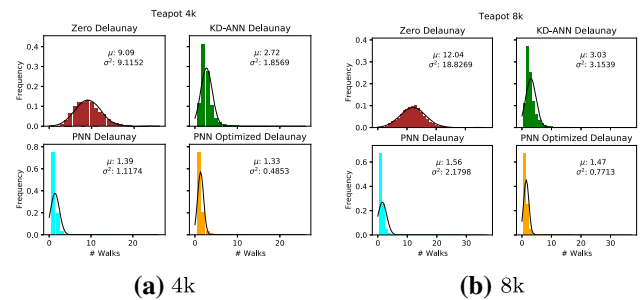 Teapot 4k
Zero Delaunay
KD-ANN Delaunay
0.4
0.3
0.2
0.1
0.0
Frequency
μ: 9.09
σ²: 9.1152
μ: 2.72
σ²: 1.8569
PNN Delaunay
PNN Optimized Delaunay
0.8
0.6
0.4
0.2
0.0
Frequency
μ: 1.39
σ²: 1.1174
μ: 1.33
σ²: 0.4853
0 10 20
0 10 20
# Walks
# Walks
(a) 4k
Teapot 8k
Zero Delaunay
KD-ANN Delaunay
0.4
0.3
0.2
0.1
0.0
Frequency
μ: 12.04
σ²: 18.8269
μ: 3.03
σ²: 3.1539
PNN Delaunay
PNN Optimized Delaunay
0.6
0.4
0.2
0.0
Frequency
μ: 1.56
σ²: 2.1798
μ: 1.47
σ²: 0.7713
0 10 20 30
0 10 20 30
# Walks
# Walks
(b) 8k